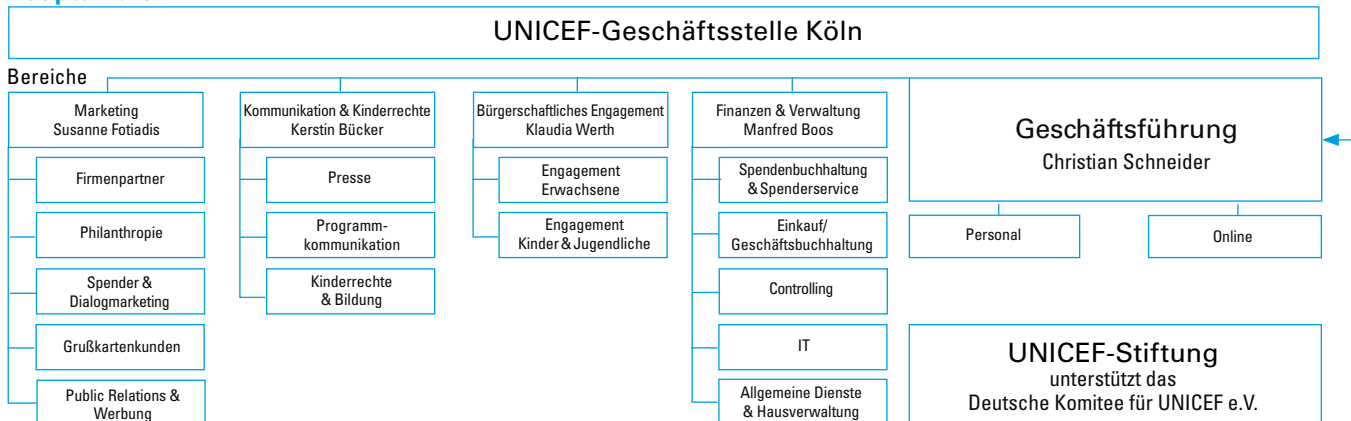 UNICEF-Geschäftsstelle Köln
Bereiche
Marketing
Susanne Fotiadis
Firmenpartner
Philanthropie
Spender &
Dialogmarketing
Grußkartenkunden
Public Relations &
Werbung
Kommunikation & Kinderrechte
Kerstin Bücker
Presse
Programm-
kommunikation
Kinderrechte
& Bildung
Bürgerschaftliches Engagement
Klaudia Werth
Engagement
Erwachsene
Engagement
Kinder & Jugendliche
Finanzen & Verwaltung
Manfred Boos
Spendenbuchhaltung
& Spenderservice
Einkauf/
Geschäftsbuchhaltung
Controlling
IT
Allgemeine Dienste
& Hausverwaltung
Geschäftsführung
Christian Schneider
Personal
Online
UNICEF-Stiftung
unterstützt das
Deutsche Komitee für UNICEF e.V.